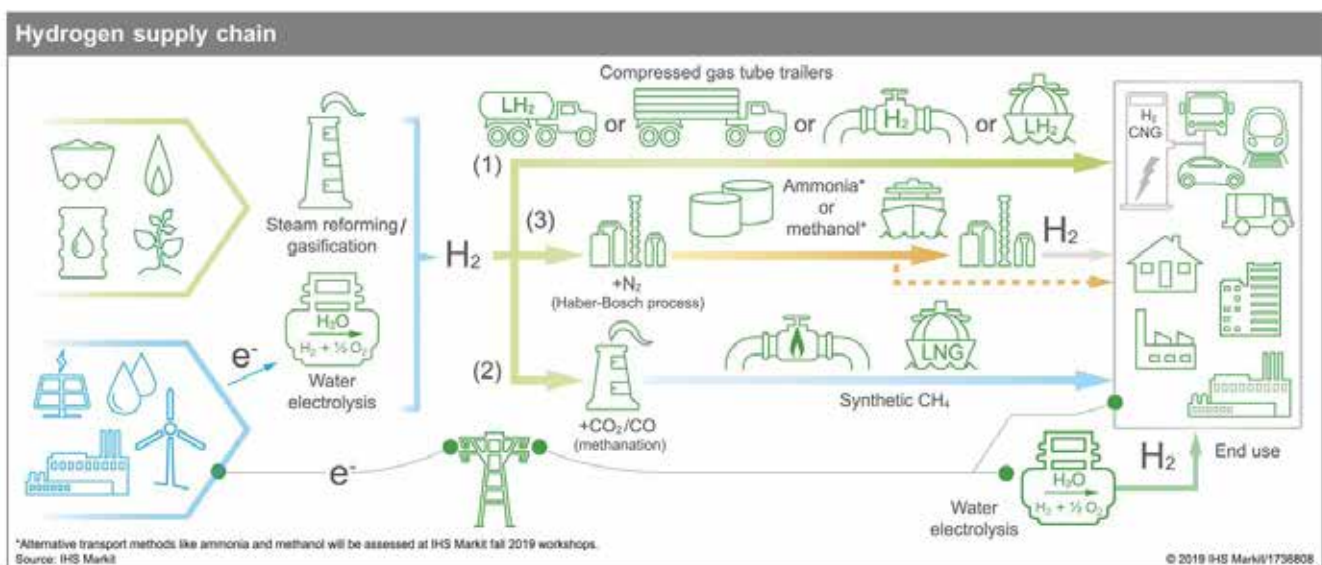 Hydrogen supply chain
Compressed gas tube trailers
LH₂
or
or
H₂
or
LH₂
H₂
CNG
(1)
Steam reforming/
gasification
H₂
(3)
+N₂
(Haber-Bosch process)
Ammonia*
or
methanol*
H₂
H₂O
H₂ + ½ O₂
Water
electrolysis
e⁻
(2)
+CO₂/CO
(methanation)
LNG
Synthetic CH₄
e⁻
Water
electrolysis
H₂O
H₂ + ½ O₂
H₂
End use
*Alternative transport methods like ammonia and methanol will be assessed at IHS Markit fall 2019 workshops.
Source: IHS Markit
© 2019 IHS Markit/1736808